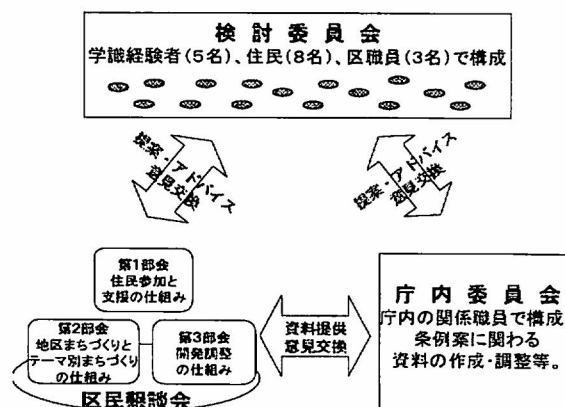 検討委員会
学識経験者(5名)、住民(8名)、区職員(3名)で構成
提案・アドバイス
意見交換
提案・アドバイス
意見交換
第1部会
住民参加と
支援の仕組み
第2部会
地区まちづくりと
テーマ別まちづくり
の仕組み
第3部会
開発調整
の仕組み
区民懇談会
資料提供
意見交換
庁内委員会
庁内の関係職員で構成
条例案に関わる
資料の作成・調整等。